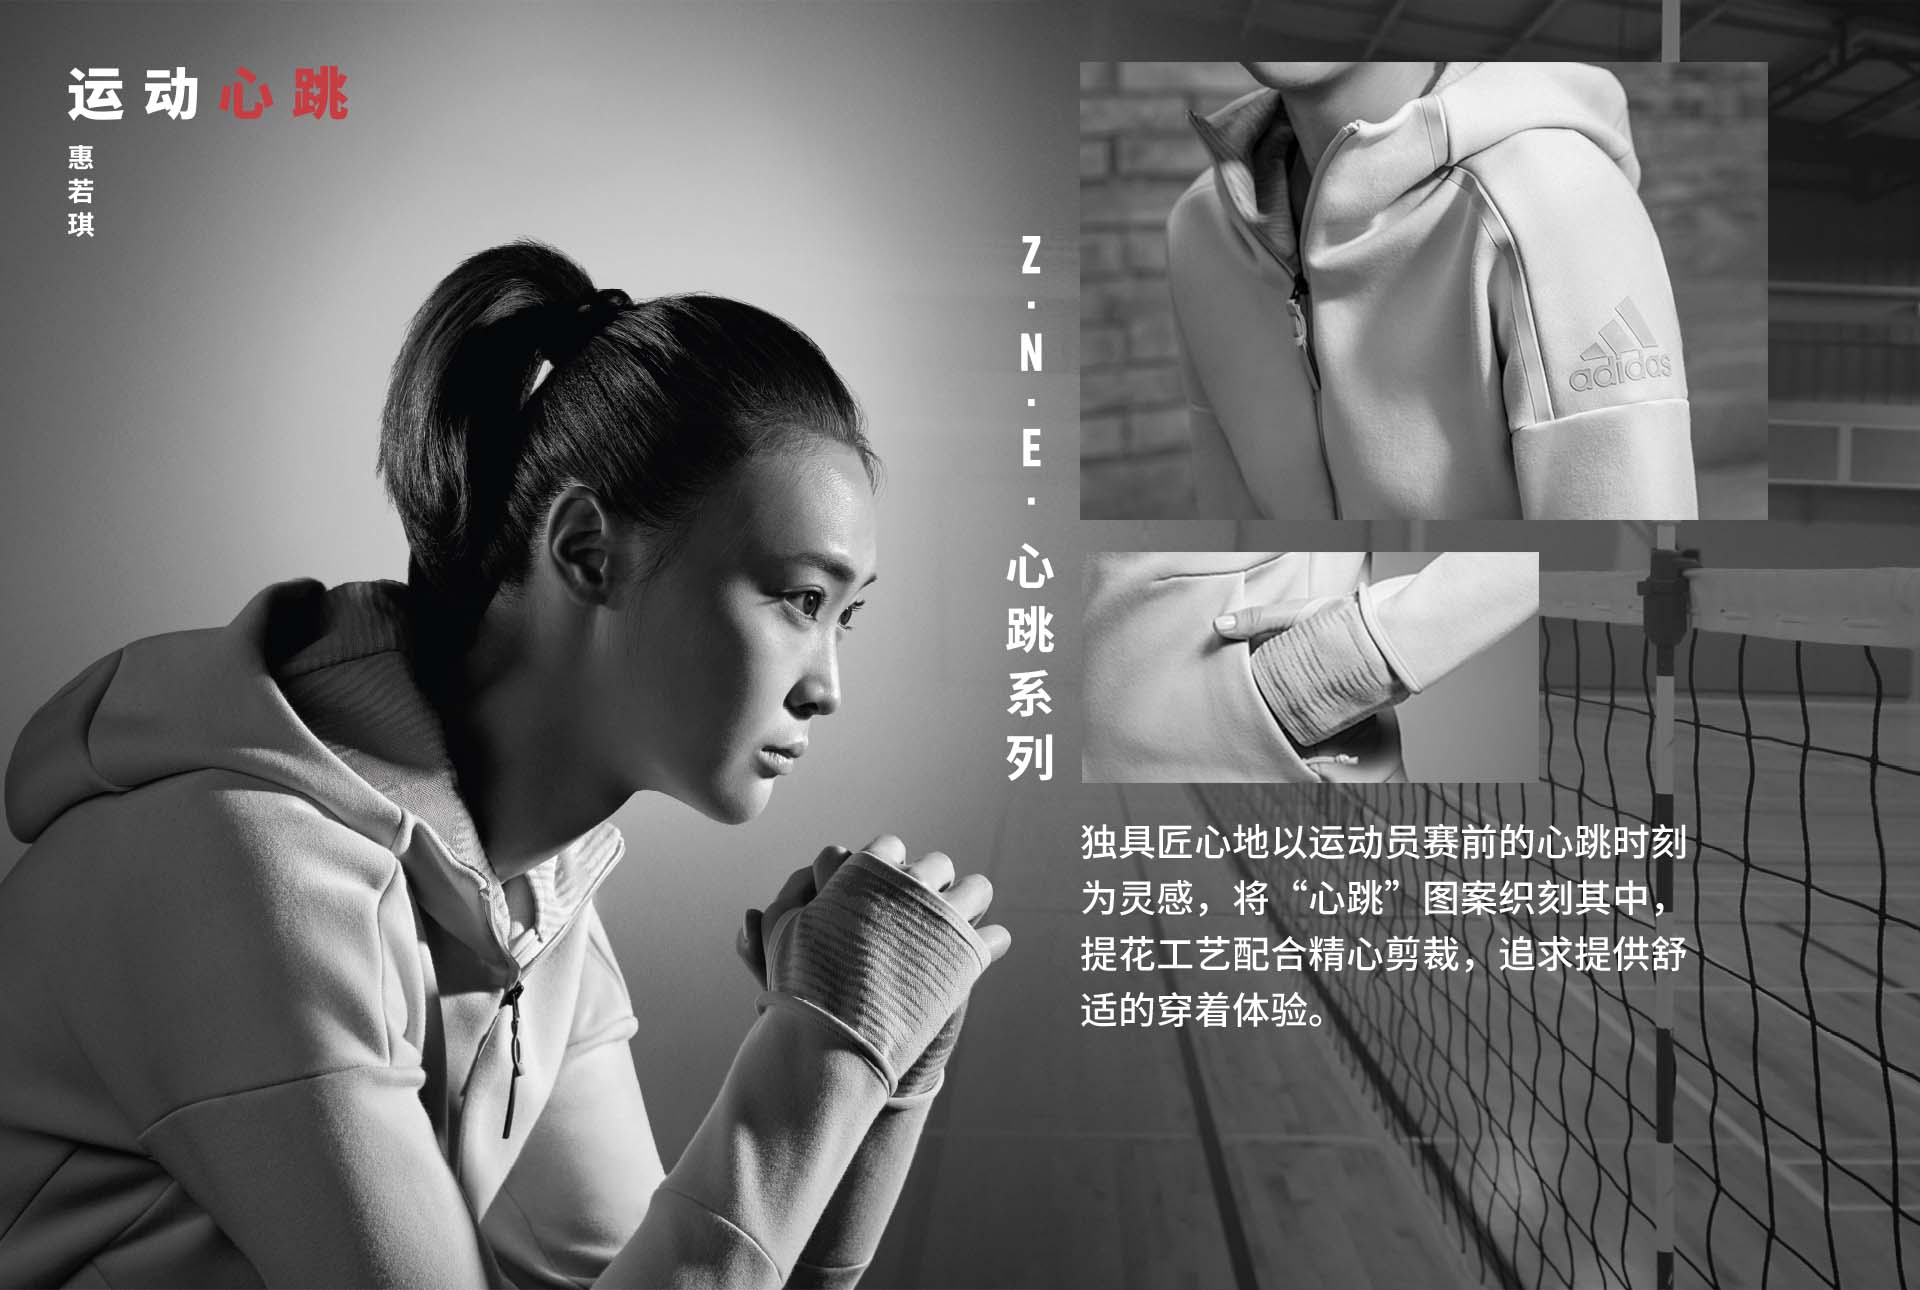 运动心跳
惠若琪
Z·N·E·心跳系列
adidas
独具匠心地以运动员赛前的心跳时刻
为灵感，将“心跳”图案织刻其中，
提花工艺配合精心剪裁，追求提供舒
适的穿着体验。